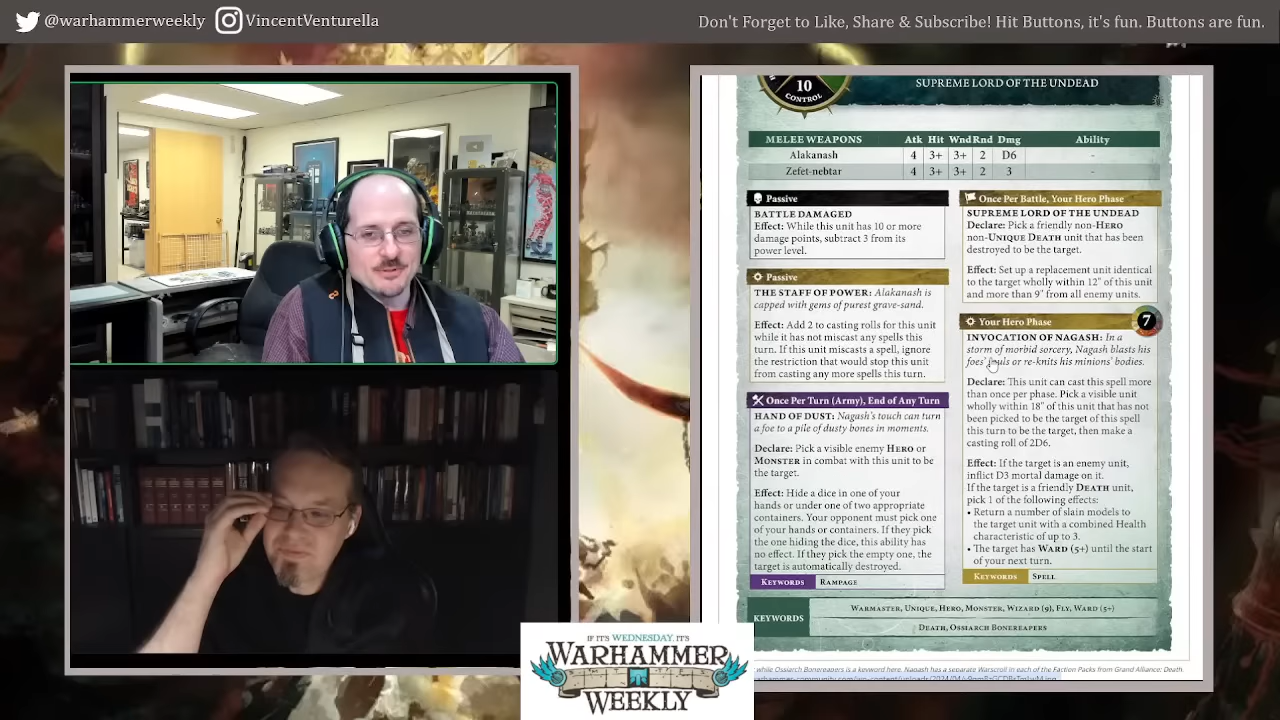 @warhammerweekly VincentVenturella
Don't Forget to Like, Share & Subscribe! Hit Buttons, it's fun. Buttons are fun.
10
CONTROL
SUPREME LORD OF THE UNDEAD
MELEE WEAPONS Atk Hit Wnd Rnd Dmg Ability
Alakanash 4 3+ 3+ 2 D6 -
Zefet-nebtar 4 3+ 3+ 2 3 -
Passive
BATTLE DAMAGED
Effect: While this unit has 10 or more
damage points, subtract 3 from its
power level.
Passive
THE STAFF OF POWER: Alakanash is
capped with gems of purest grave-sand.
Effect: Add 2 to casting rolls for this unit
while it has not miscast any spells this
turn. If this unit miscasts a spell, ignore
the restriction that would stop this unit
from casting any more spells this turn.
Once Per Turn (Army), End of Any Turn
HAND OF DUST: Nagash's touch can turn
a foe to a pile of dusty bones in moments.
Declare: Pick a visible enemy HERO or
MONSTER in combat with this unit to be
the target.
Effect: Hide a dice in one of your
hands or under one of two appropriate
containers. Your opponent must pick one
of your hands or containers. If they pick
the one hiding the dice, this ability has
no effect. If they pick the empty one, the
target is automatically destroyed.
KEYWORDS RAMPAGE
Once Per Battle, Your Hero Phase
SUPREME LORD OF THE UNDEAD
Declare: Pick a friendly non-HERO
non-UNIQUE DEATH unit that has been
destroyed to be the target.
Effect: Set up a replacement unit identical
to the target wholly within 12" of this unit
and more than 9" from all enemy units.
Your Hero Phase 7
INVOCATION OF NAGASH: In a
storm of morbid sorcery, Nagash blasts his
foes' souls or re-knits his minions' bodies.
Declare: This unit can cast this spell more
than once per phase. Pick a visible unit
wholly within 18" of this unit that has not
been picked to be the target of this spell
this turn to be the target, then make a
casting roll of 2D6.
Effect: If the target is an enemy unit,
inflict D3 mortal damage on it.
If the target is a friendly DEATH unit,
pick 1 of the following effects:
• Return a number of slain models to
the target unit with a combined Health
characteristic of up to 3.
• The target has WARD (5+) until the start
of your next turn.
KEYWORDS SPELL
KEYWORDS
WARMASTER, UNIQUE, HERO, MONSTER, WIZARD (9), FLY, WARD (5+)
DEATH, OSSIARCH BONEREAPERS
while Ossiarch Bonereapers is a keyword here, Nagash has a separate Warscroll in each of the Faction Packs from Grand Alliance: Death.
IF IT'S WEDNESDAY, IT'S
WARHAMMER
WEEKLY